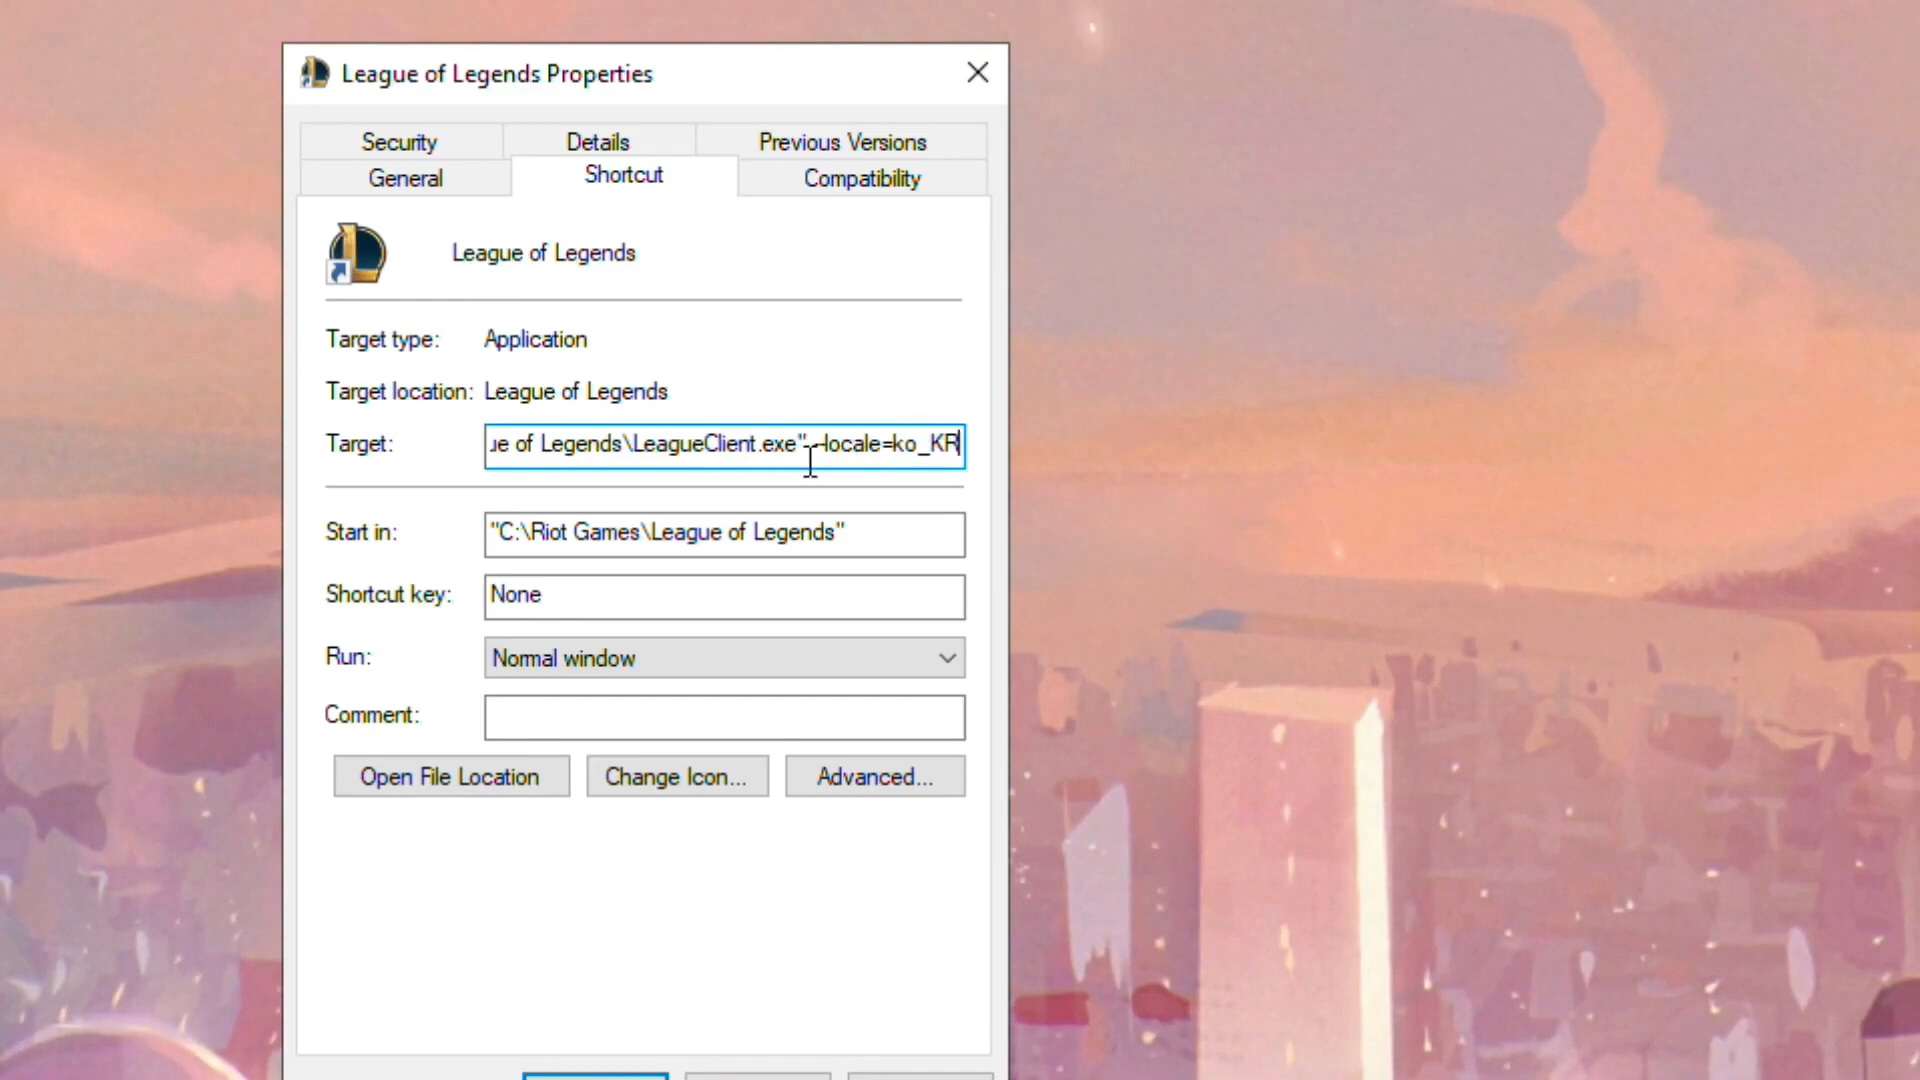 League of Legends Properties
Security Details Previous Versions
General Shortcut Compatibility
League of Legends
Target type: Application
Target location: League of Legends
Target: ue of Legends\LeagueClient.exe" --locale=ko_KR
Start in: "C:\Riot Games\League of Legends"
Shortcut key: None
Run: Normal window
Comment:
Open File Location Change Icon... Advanced...